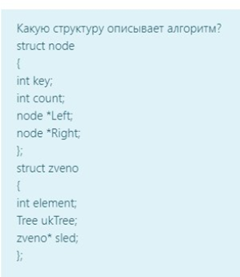 Какую структуру описывает алгоритм?
struct node
{
int key;
int count;
node *Left;
node *Right;
};
struct zveno
{
int element;
Tree ukTree;
zveno* sled;
};